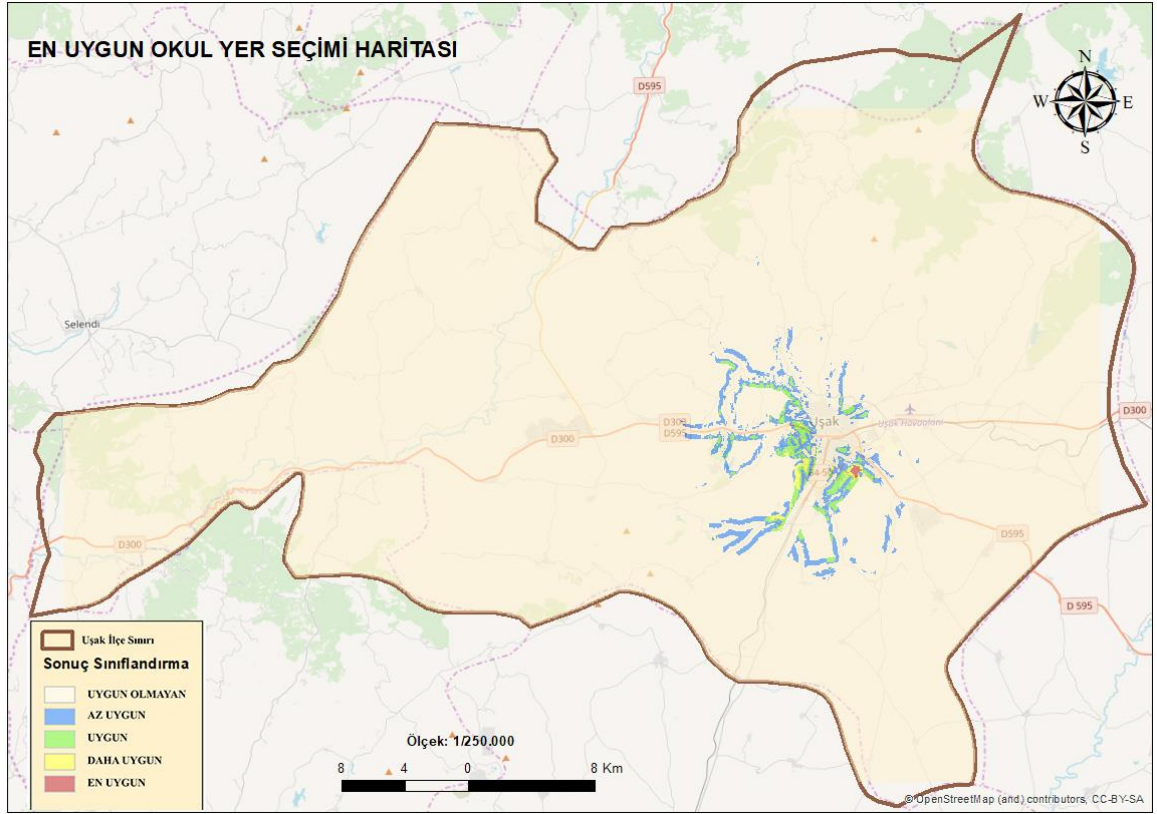 EN UYGUN OKUL YER SEÇİMİ HARİTASI
N
W E
S
D595
Selendi
D300
D300
D595
Uşak
Uşak Havaalanı
D300
D300
D595
D 595
Uşak İlçe Sınırı
Sonuç Sınıflandırma
UYGUN OLMAYAN
AZ UYGUN
UYGUN
DAHA UYGUN
EN UYGUN
Ölçek: 1/250.000
8 4 0 8 Km
© OpenStreetMap (and) contributors, CC-BY-SA